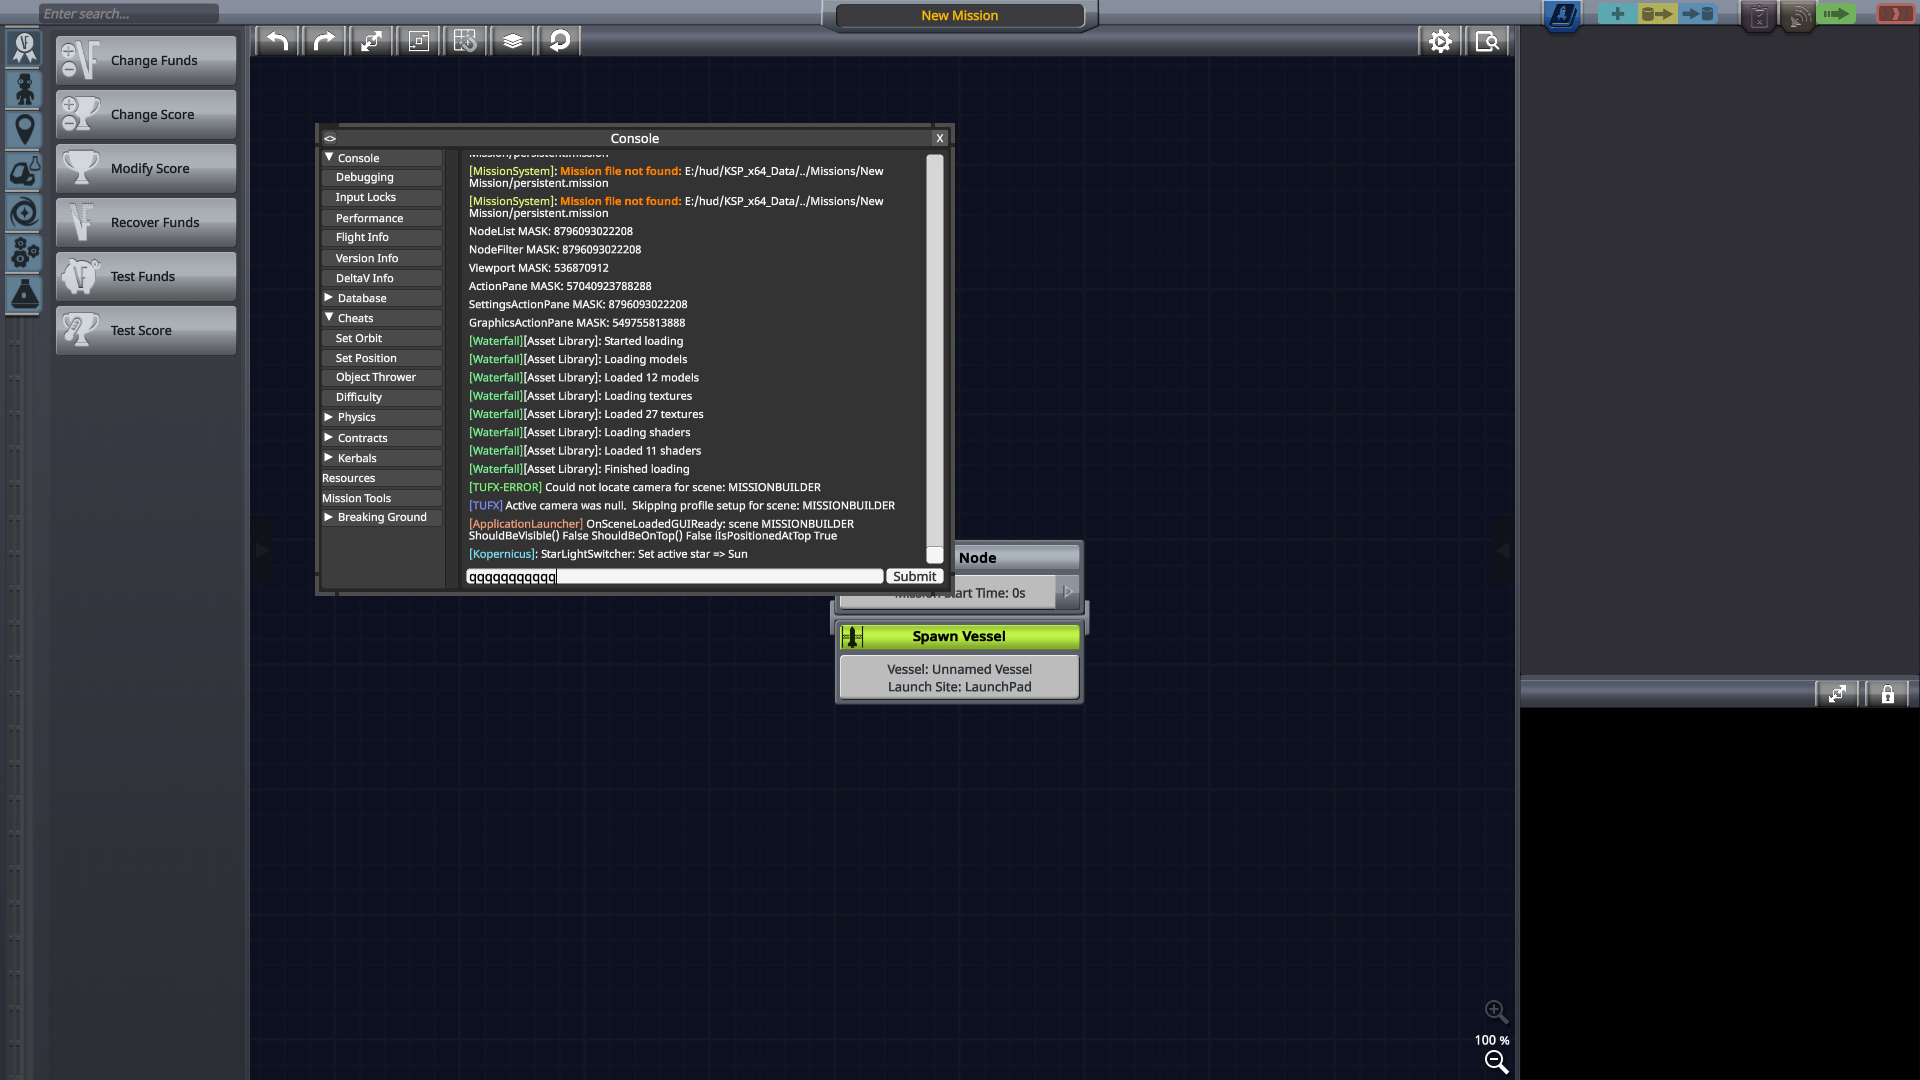 Enter search...
New Mission
Change Funds
Change Score
Modify Score
Recover Funds
Test Funds
Test Score
<>
Console
X
Console
Debugging
Input Locks
Performance
Flight Info
Version Info
DeltaV Info
Database
Cheats
Set Orbit
Set Position
Object Thrower
Difficulty
Physics
Contracts
Kerbals
Resources
Mission Tools
Breaking Ground
Mission/persistent.mission
[MissionSystem]: Mission file not found: E:/hud/KSP_x64_Data/../Missions/New
Mission/persistent.mission
[MissionSystem]: Mission file not found: E:/hud/KSP_x64_Data/../Missions/New
Mission/persistent.mission
NodeList MASK: 8796093022208
NodeFilter MASK: 8796093022208
Viewport MASK: 536870912
ActionPane MASK: 57040923788288
SettingsActionPane MASK: 8796093022208
GraphicsActionPane MASK: 549755813888
[Waterfall][Asset Library]: Started loading
[Waterfall][Asset Library]: Loading models
[Waterfall][Asset Library]: Loaded 12 models
[Waterfall][Asset Library]: Loading textures
[Waterfall][Asset Library]: Loaded 27 textures
[Waterfall][Asset Library]: Loading shaders
[Waterfall][Asset Library]: Loaded 11 shaders
[Waterfall][Asset Library]: Finished loading
[TUFX-ERROR] Could not locate camera for scene: MISSIONBUILDER
[TUFX] Active camera was null.  Skipping profile setup for scene: MISSIONBUILDER
[ApplicationLauncher] OnSceneLoadedGUIReady: scene MISSIONBUILDER
ShouldBeVisible() False ShouldBeOnTop() False iIsPositionedAtTop True
[Kopernicus]: StarLightSwitcher: Set active star => Sun
qqqqqqqqqqq
Submit
Node
Mission Start Time: 0s
Spawn Vessel
Vessel: Unnamed Vessel
Launch Site: LaunchPad
100 %